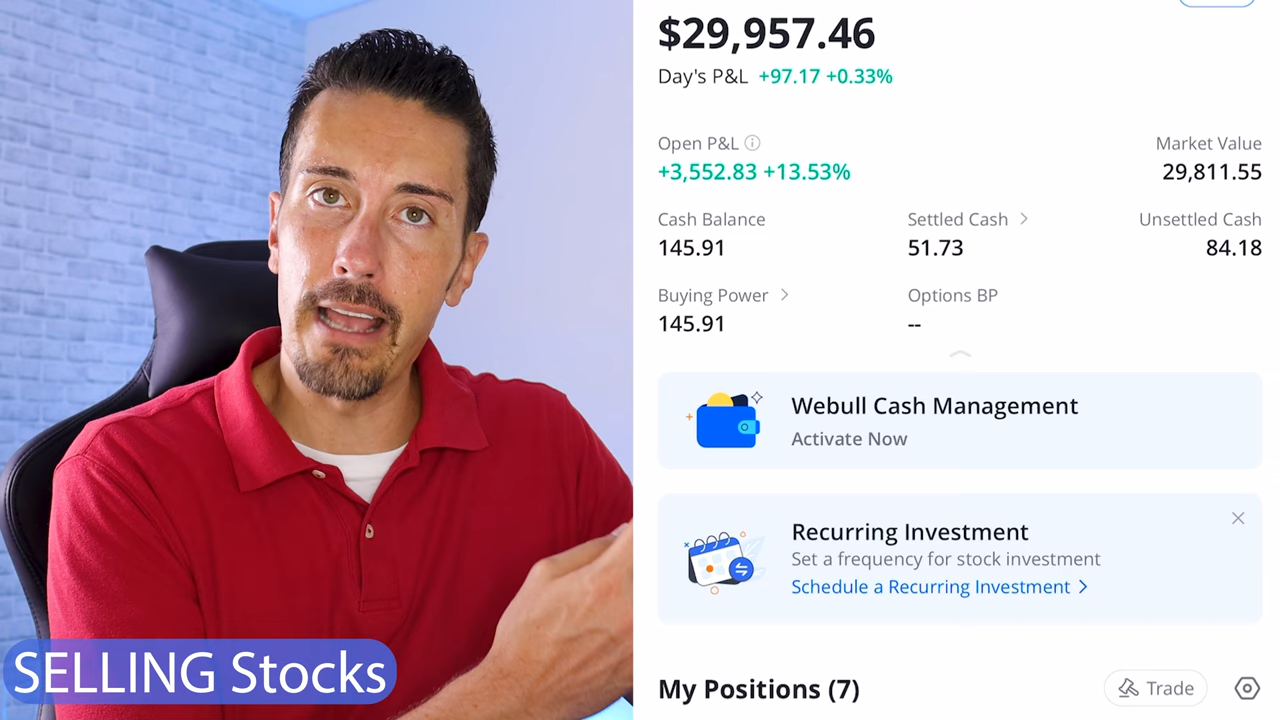 $29,957.46
Day's P&L +97.17 +0.33%
Open P&L Market Value
+3,552.83 +13.53% 29,811.55
Cash Balance Settled Cash Unsettled Cash
145.91 51.73 84.18
Buying Power Options BP
145.91 --
Webull Cash Management
Activate Now
Recurring Investment
Set a frequency for stock investment
Schedule a Recurring Investment
My Positions (7) Trade
SELLING Stocks